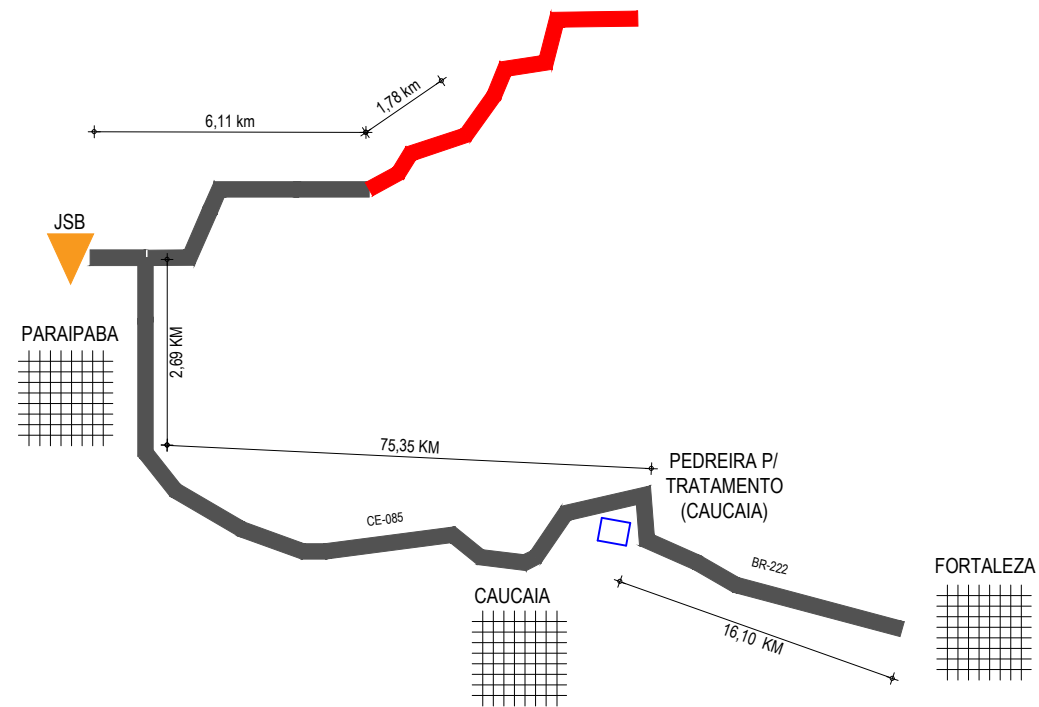 1,78 km
6,11 km
JSB
PARAIPABA
2,69 KM
75,35 KM
PEDREIRA P/
TRATAMENTO
(CAUCAIA)
CE-085
BR-222
FORTALEZA
CAUCAIA
16,10 KM